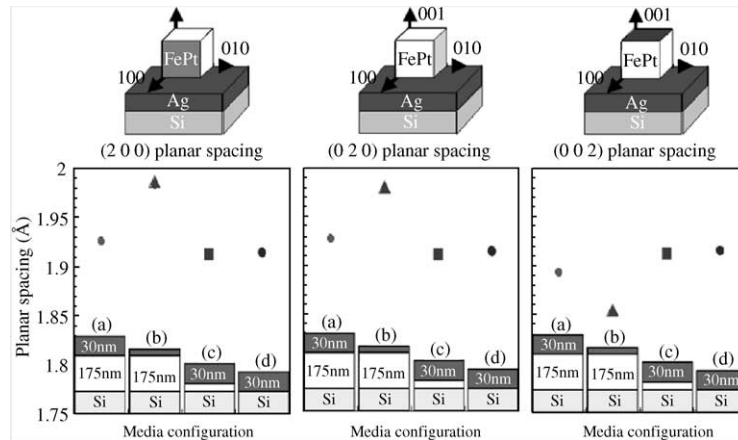 001
FePt
010
100
Ag
Si
001
FePt
010
100
Ag
Si
001
FePt
010
100
Ag
Si
(2 0 0) planar spacing
(0 2 0) planar spacing
(0 0 2) planar spacing
Planar spacing (Å)
2
1.95
1.9
1.85
1.8
1.75
(a)
(b)
(c)
(d)
30nm
30nm
30nm
175nm
175nm
Si
Si
Si
Si
(a)
(b)
(c)
(d)
30nm
30nm
30nm
175nm
175nm
Si
Si
Si
Si
(a)
(b)
(c)
(d)
30nm
30nm
30nm
175nm
175nm
Si
Si
Si
Si
Media configuration
Media configuration
Media configuration